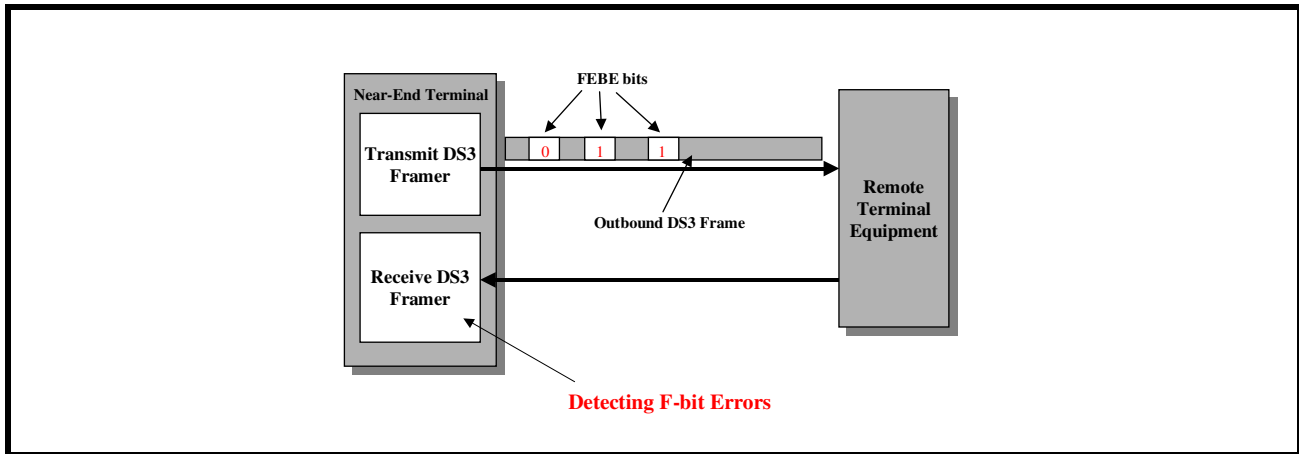 FEBE bits
Near-End Terminal
0 1 1
Transmit DS3
Framer
Remote
Terminal
Equipment
Outbound DS3 Frame
Receive DS3
Framer
Detecting F-bit Errors